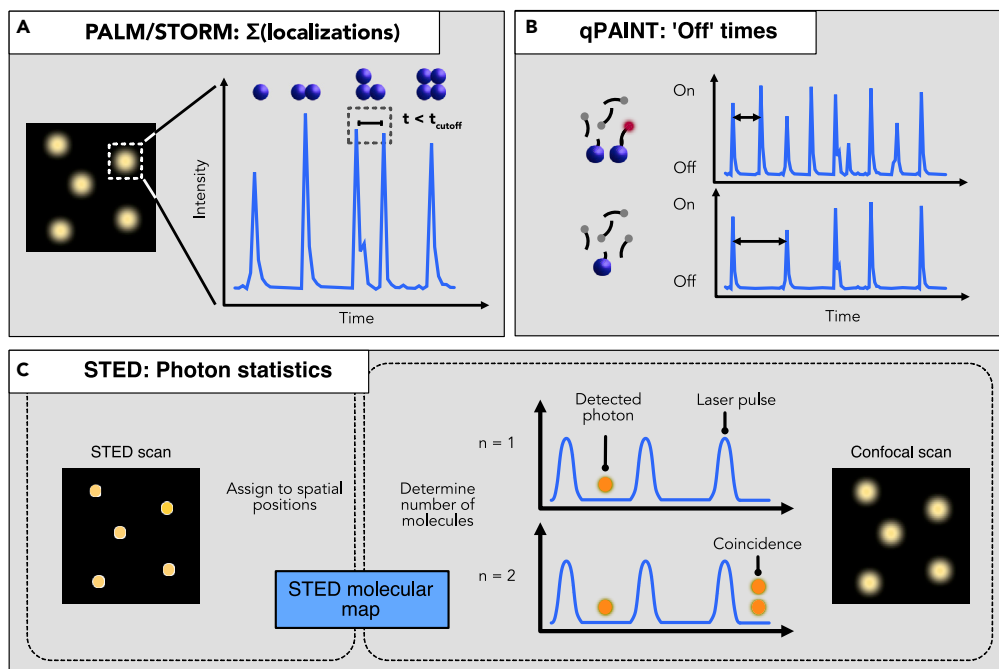 A
PALM/STORM: Σ(localizations)
t < tcutoff
Intensity
Time
B
qPAINT: 'Off' times
On
Off
On
Off
Time
C
STED: Photon statistics
STED scan
Assign to spatial
positions
STED molecular
map
Determine
number of
molecules
n = 1
Detected
photon
Laser pulse
n = 2
Coincidence
Confocal scan